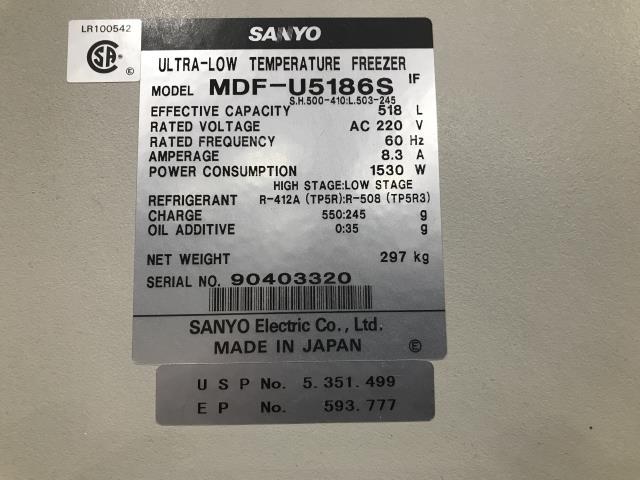 LR100542
SA
®
E
SANYO
ULTRA-LOW TEMPERATURE FREEZER
MODEL MDF-U5186S IF
S.H.500-410:L.503-245
EFFECTIVE CAPACITY 518 L
RATED VOLTAGE AC 220 V
RATED FREQUENCY 60 Hz
AMPERAGE 8.3 A
POWER CONSUMPTION 1530 W
HIGH STAGE:LOW STAGE
REFRIGERANT R-412A (TP5R):R-508 (TP5R3)
CHARGE 550:245 g
OIL ADDITIVE 0:35 g
NET WEIGHT 297 kg
SERIAL NO. 90403320
SANYO Electric Co., Ltd.
MADE IN JAPAN Ⓔ
U S P No. 5.351.499
E P No. 593.777